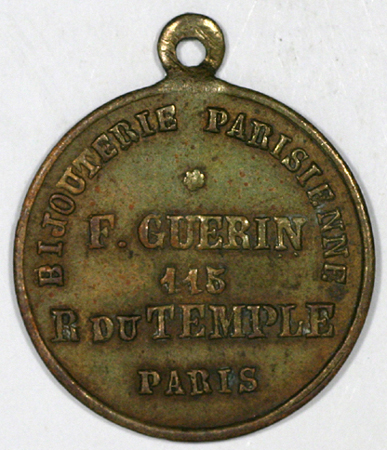 BIJOUTERIE PARISIENNE
F. GUERIN
115
R DU TEMPLE
PARIS